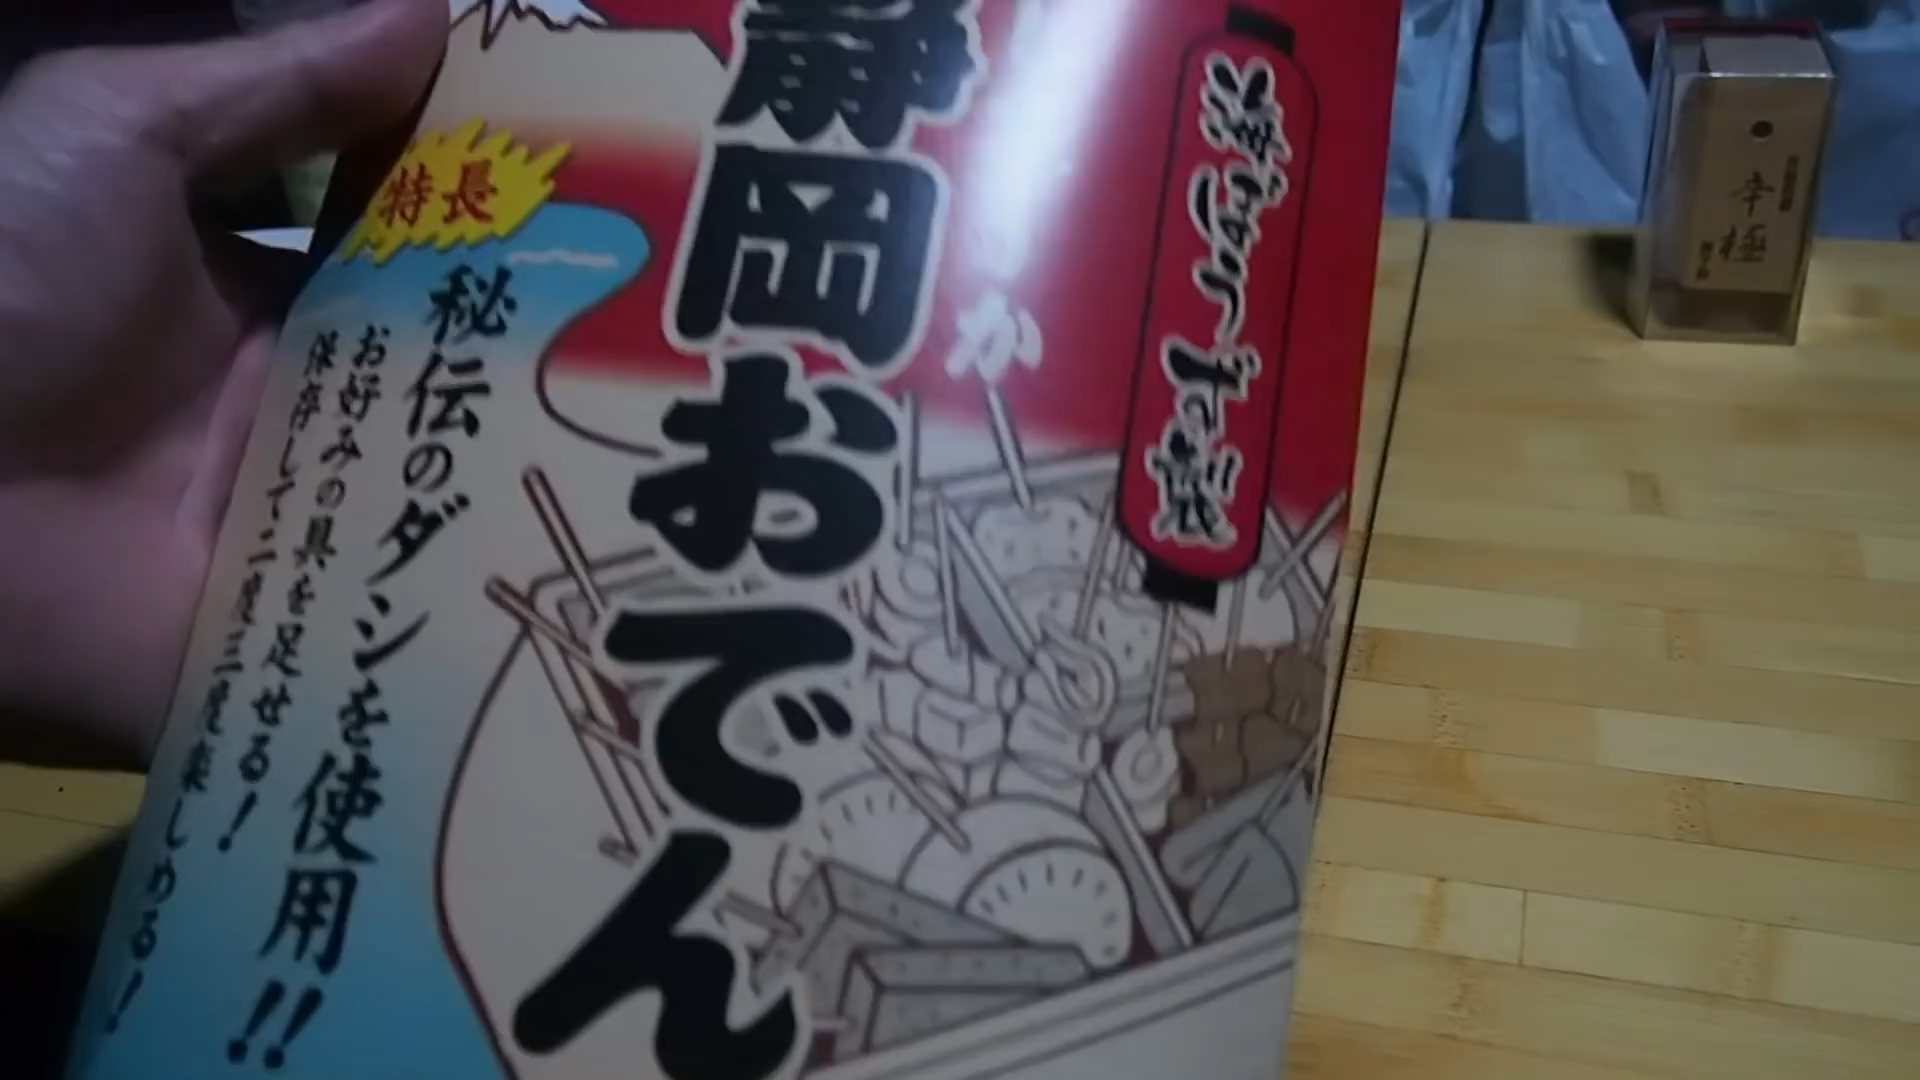 静岡おでん
か
特長
秘伝のダシを使用!!
お好みの具を足せる!
保存して二度三度楽しめる!
辛極